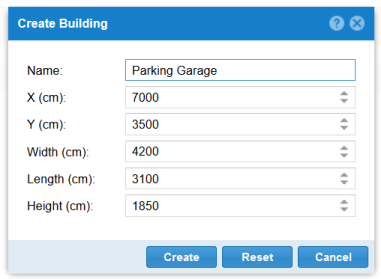 Create Building
Name: Parking Garage
X (cm): 7000
Y (cm): 3500
Width (cm): 4200
Length (cm): 3100
Height (cm): 1850
Create Reset Cancel